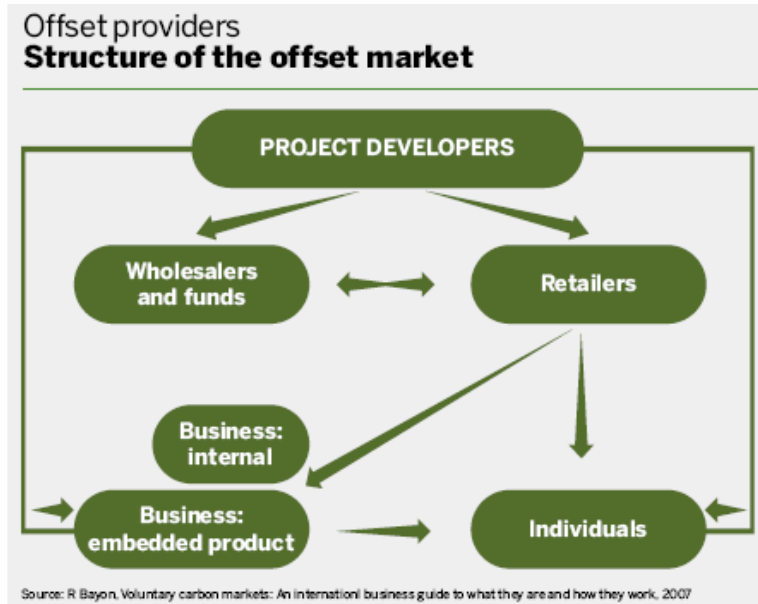 Offset providers
Structure of the offset market
PROJECT DEVELOPERS
Wholesalers
and funds
Retailers
Business:
internal
Business:
embedded product
Individuals
Source: R Bayon, Voluntary carbon markets: An internationl business guide to what they are and how they work, 2007